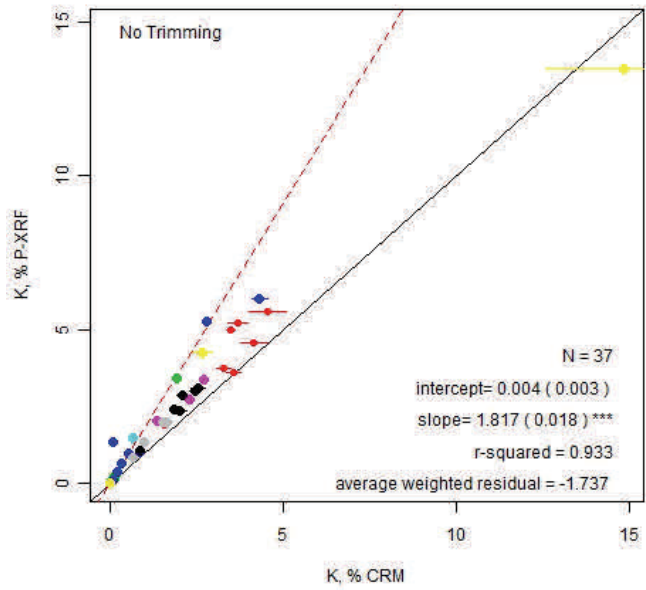 No Trimming
15
10
5
0
K, % P-XRF
N = 37
intercept= 0.004 ( 0.003 )
slope= 1.817 ( 0.018 ) ***
r-squared = 0.933
average weighted residual = -1.737
0 5 10 15
K, % CRM